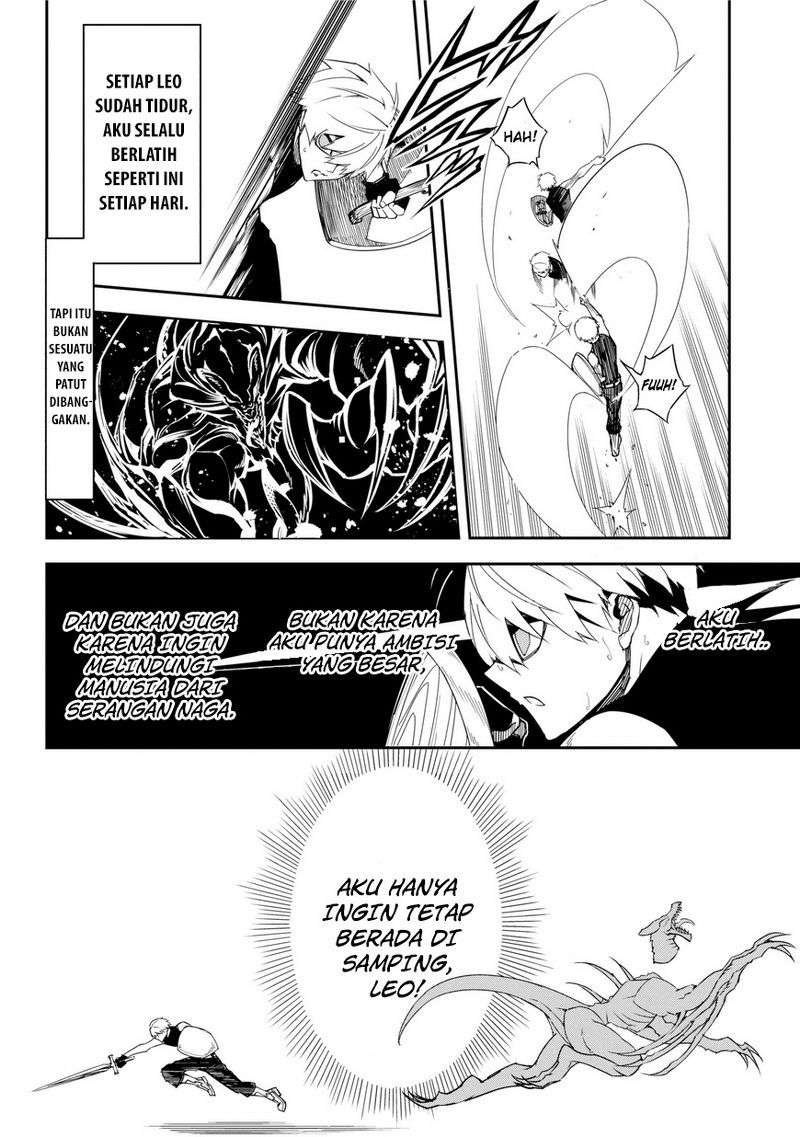 HAH!
FUUH!
SETIAP LEO
SUDAH TIDUR,
AKU SELALU
BERLATIH
SEPERTI INI
SETIAP HARI.
TAPI ITU
BUKAN
SESUATU
YANG
PATUT
DIBANG-
GAKAN.
AKU
BERLATIH..
BUKAN KARENA
AKU PUNYA AMBISI
YANG BESAR,
DAN BUKAN JUGA
KARENA INGIN
MELINDUNGI
MANUSIA DARI
SERANGAN NAGA.
AKU HANYA
INGIN TETAP
BERADA DI
SAMPING,
LEO!